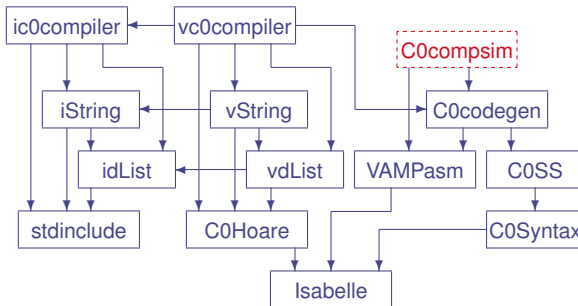 ic0compiler vc0compiler
C0compsim
iString vString C0codegen
idList vdList VAMPasm C0SS
stdinclude C0Hoare C0Syntax
Isabelle